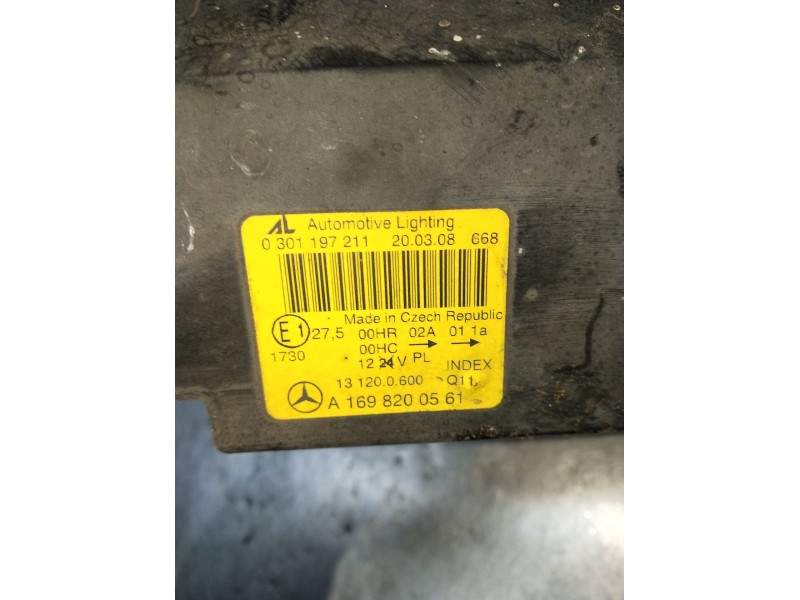 AL Automotive Lighting
0 301 197 211 20.03.08 668
Made in Czech Republic
E1 27,5 00HR 02A 01 1a
1730 00HC → → 
12 24 V PL INDEX
13 120.0.600 Q11
A 169 820 05 61